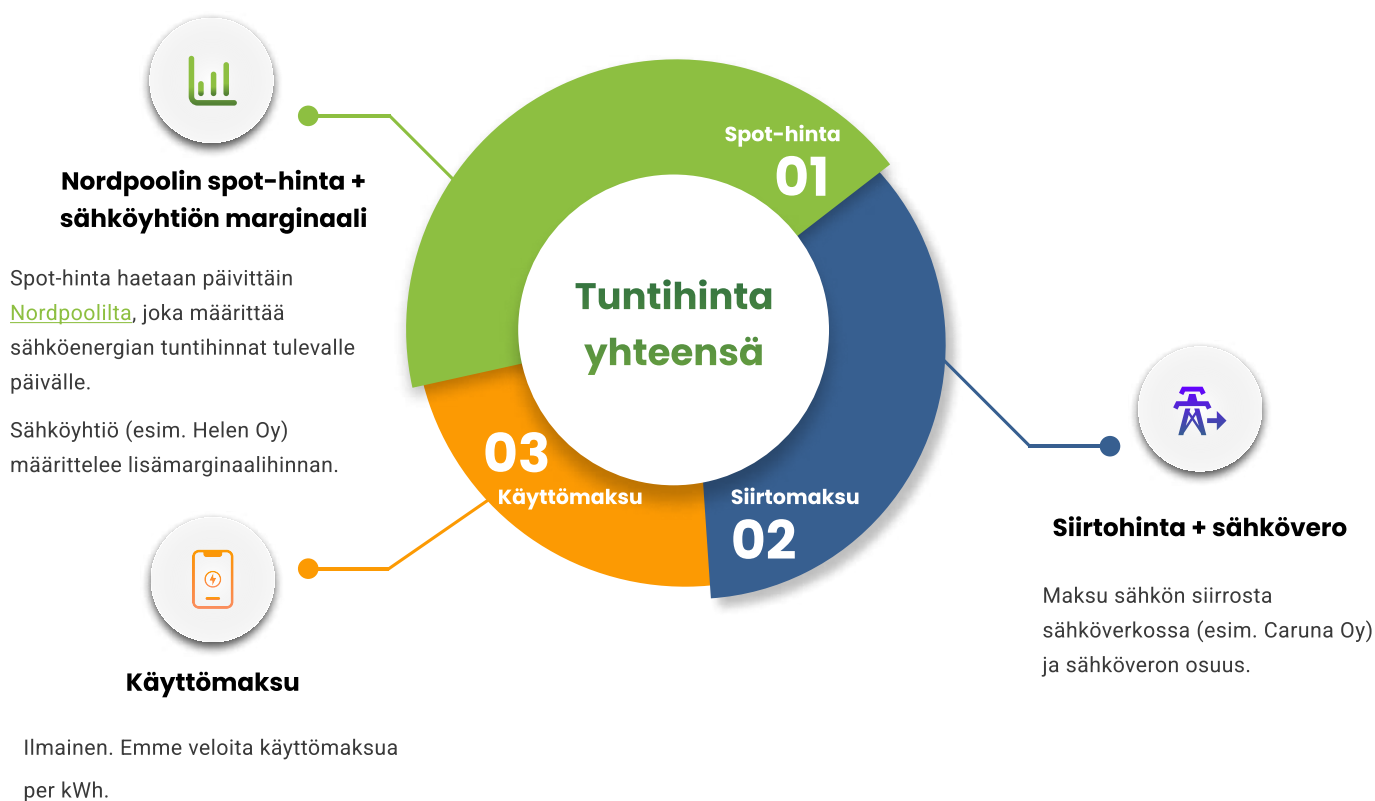 Spot-hinta
01
Nordpoolin spot-hinta +
sähköyhtiön marginaali
Spot-hinta haetaan päivittäin
Nordpoolilta, joka määrittää
sähköenergian tuntihinnat tulevalle
päivälle.
Sähköyhtiö (esim. Helen Oy)
määrittelee lisämarginaalihinnan.
Tuntihinta
yhteensä
03
Käyttömaksu
Siirtomaksu
02
Siirtohinta + sähkövero
Maksu sähkön siirrosta
sähköverkossa (esim. Caruna Oy)
ja sähköveron osuus.
Käyttömaksu
Ilmainen. Emme veloita käyttömaksua
per kWh.